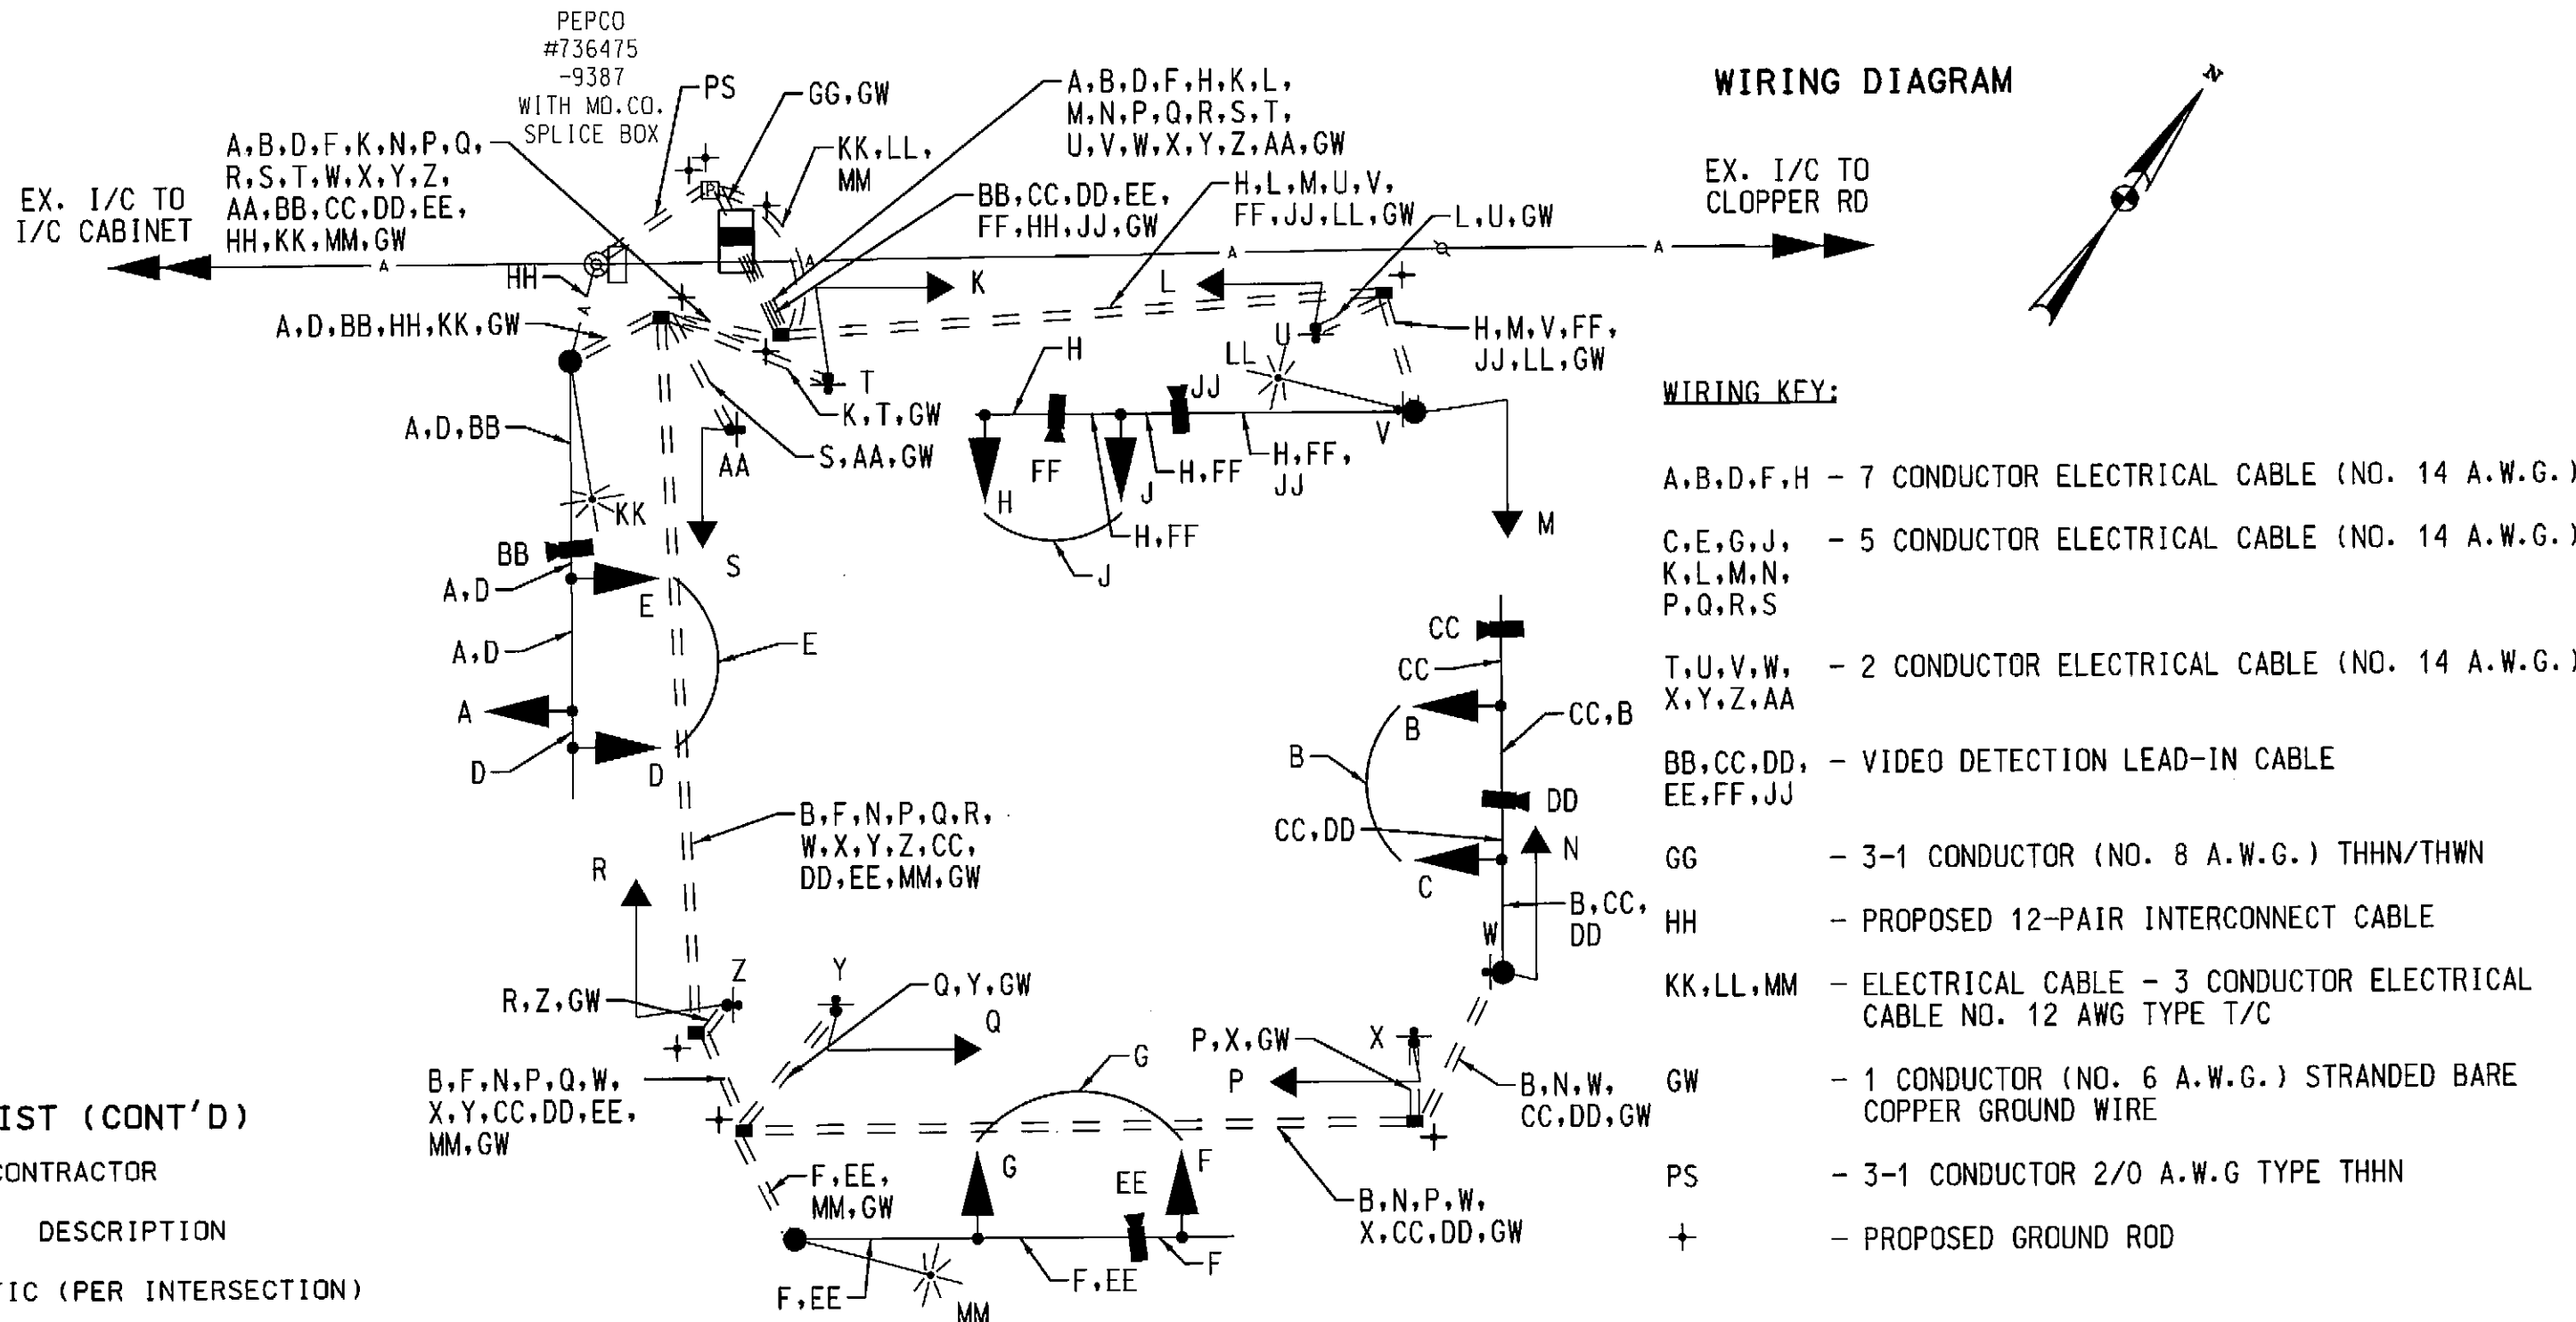 PEPCO
#736475
-9387
WITH MO.CO.
SPLICE BOX
PS
GG,GW
A,B,D,F,H,K,L,
M,N,P,Q,R,S,T,
U,V,W,X,Y,Z,AA,GW
WIRING DIAGRAM
N
A,B,D,F,K,N,P,Q,
R,S,T,W,X,Y,Z,
AA,BB,CC,DD,EE,
HH,KK,MM,GW
KK,LL,
MM
P
BB,CC,DD,EE,
FF,HH,JJ,GW
H,L,M,U,V,
FF,JJ,LL,GW
L,U,GW
EX. I/C TO
CLOPPER RD
EX. I/C TO
I/C CABINET
A
A
A
A
HH
A
K
L
A,D,BB,HH,KK,GW
U
H,M,V,FF,
JJ,LL,GW
H
LL
T
JJ
K,T,GW
V
A,D,BB
AA
S,AA,GW
FF
H,FF
H,FF,
JJ
H
J
H,FF
J
M
KK
S
BB
A,D
E
E
A,D
A
D
D
CC
CC
B
CC,B
B
DD
CC,DD
N
C
B,CC,
DD
W
B,F,N,P,Q,R,
W,X,Y,Z,CC,
DD,EE,MM,GW
R
Z
Y
R,Z,GW
Q,Y,GW
Q
P,X,GW
X
G
P
B,F,N,P,Q,W,
X,Y,CC,DD,EE,
MM,GW
B,N,W,
CC,DD,GW
G
F
EE
F,EE,
MM,GW
B,N,P,W,
X,CC,DD,GW
F,EE
F,EE
F
MM
WIRING KEY:
A,B,D,F,H - 7 CONDUCTOR ELECTRICAL CABLE (NO. 14 A.W.G.)
C,E,G,J, - 5 CONDUCTOR ELECTRICAL CABLE (NO. 14 A.W.G.)
K,L,M,N,
P,Q,R,S
T,U,V,W, - 2 CONDUCTOR ELECTRICAL CABLE (NO. 14 A.W.G.)
X,Y,Z,AA
BB,CC,DD, - VIDEO DETECTION LEAD-IN CABLE
EE,FF,JJ
GG - 3-1 CONDUCTOR (NO. 8 A.W.G.) THHN/THWN
HH - PROPOSED 12-PAIR INTERCONNECT CABLE
KK,LL,MM - ELECTRICAL CABLE - 3 CONDUCTOR ELECTRICAL
CABLE NO. 12 AWG TYPE T/C
GW - 1 CONDUCTOR (NO. 6 A.W.G.) STRANDED BARE
COPPER GROUND WIRE
PS - 3-1 CONDUCTOR 2/0 A.W.G TYPE THHN
- PROPOSED GROUND ROD
IST (CONT'D)
CONTRACTOR
DESCRIPTION
TIC (PER INTERSECTION)